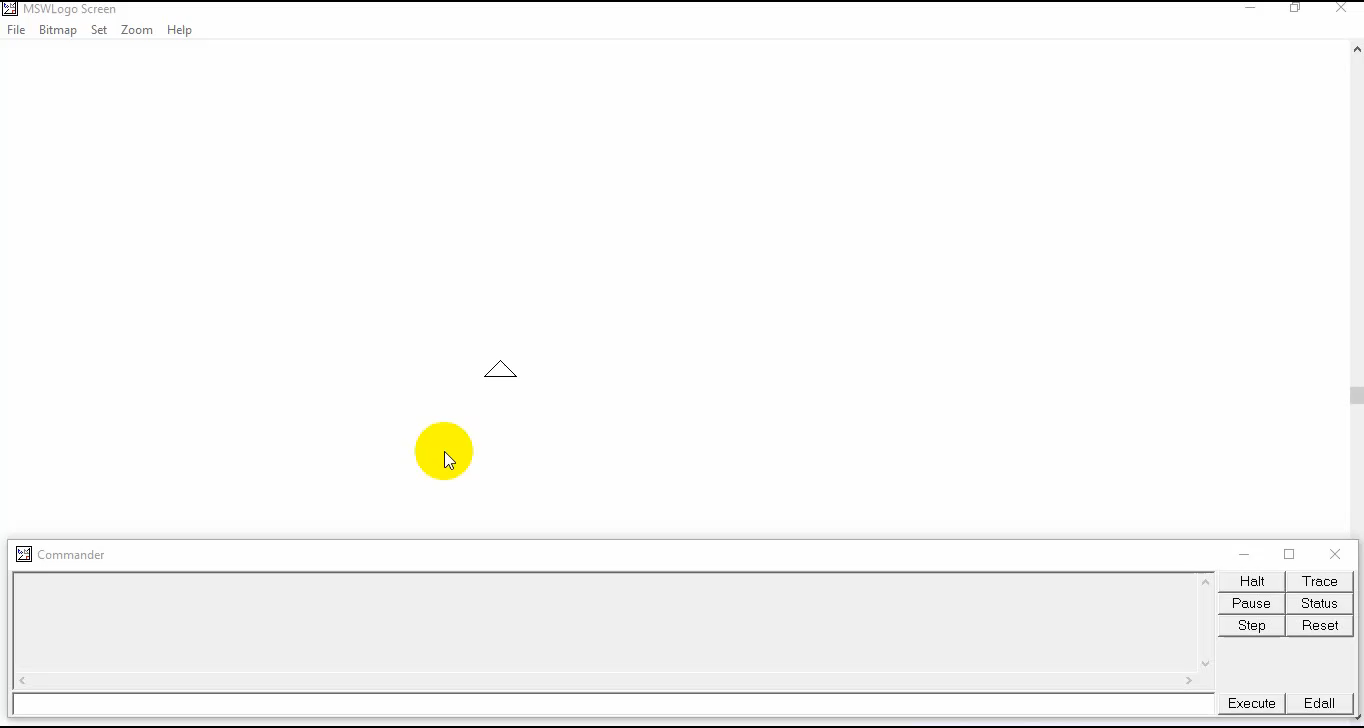 MSWLogo Screen
File Bitmap Set Zoom Help
Commander
Halt Trace
Pause Status
Step Reset
Execute Edall